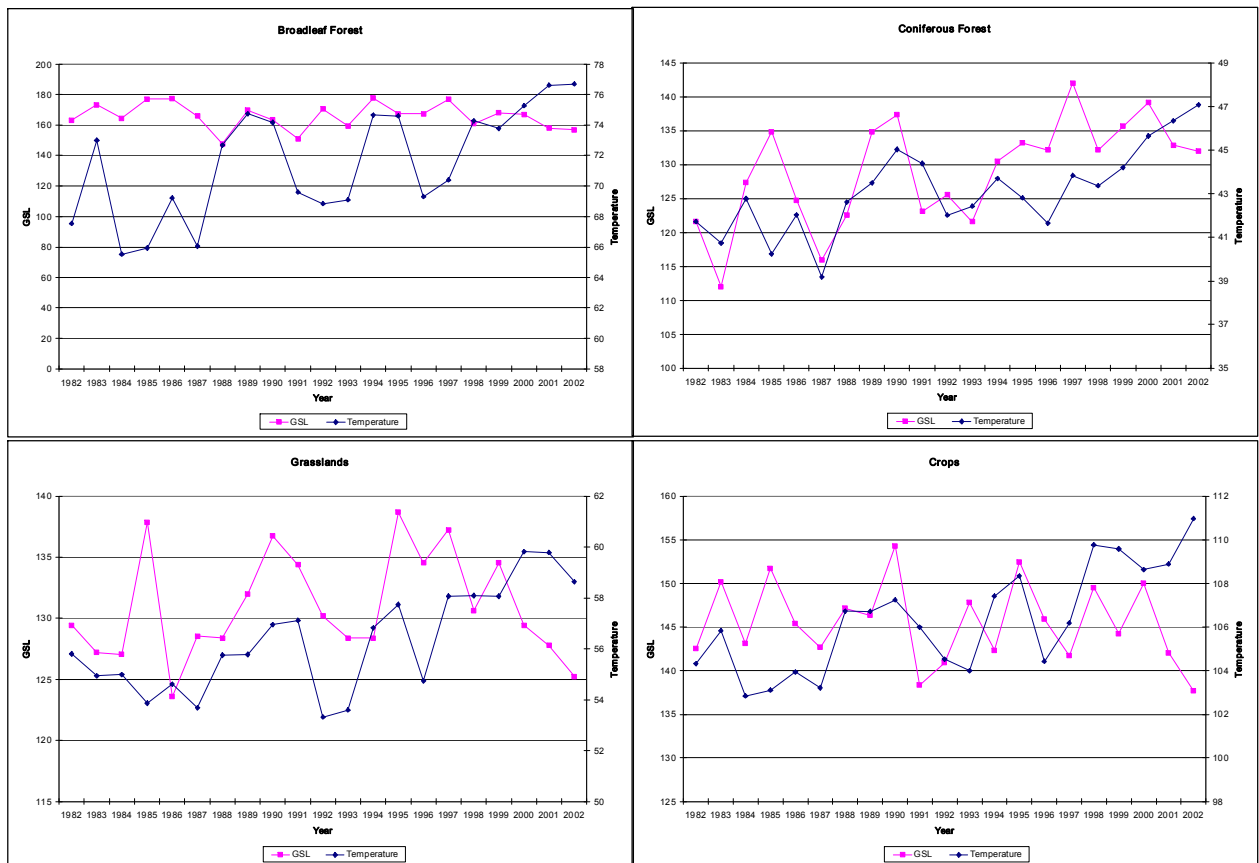 Broadleaf Forest
200
180
160
140
120
100
80
60
40
20
0
GSL
78
76
74
72
70
68
66
64
62
60
58
Temperature
1982 1983 1984 1985 1986 1987 1988 1989 1990 1991 1992 1993 1994 1995 1996 1997 1998 1999 2000 2001 2002
Year
GSL Temperature
Coniferous Forest
145
140
135
130
125
120
115
110
105
100
GSL
49
47
45
43
41
39
37
35
Temperature
1982 1983 1984 1985 1986 1987 1988 1989 1990 1991 1992 1993 1994 1995 1996 1997 1998 1999 2000 2001 2002
Year
GSL Temperature
Grasslands
140
135
130
125
120
115
GSL
62
60
58
56
54
52
50
Temperature
1982 1983 1984 1985 1986 1987 1988 1989 1990 1991 1992 1993 1994 1995 1996 1997 1998 1999 2000 2001 2002
Year
GSL Temperature
Crops
160
155
150
145
140
135
130
125
GSL
112
110
108
106
104
102
100
98
Temperature
1982 1983 1984 1985 1986 1987 1988 1989 1990 1991 1992 1993 1994 1995 1996 1997 1998 1999 2000 2001 2002
Year
GSL Temperature